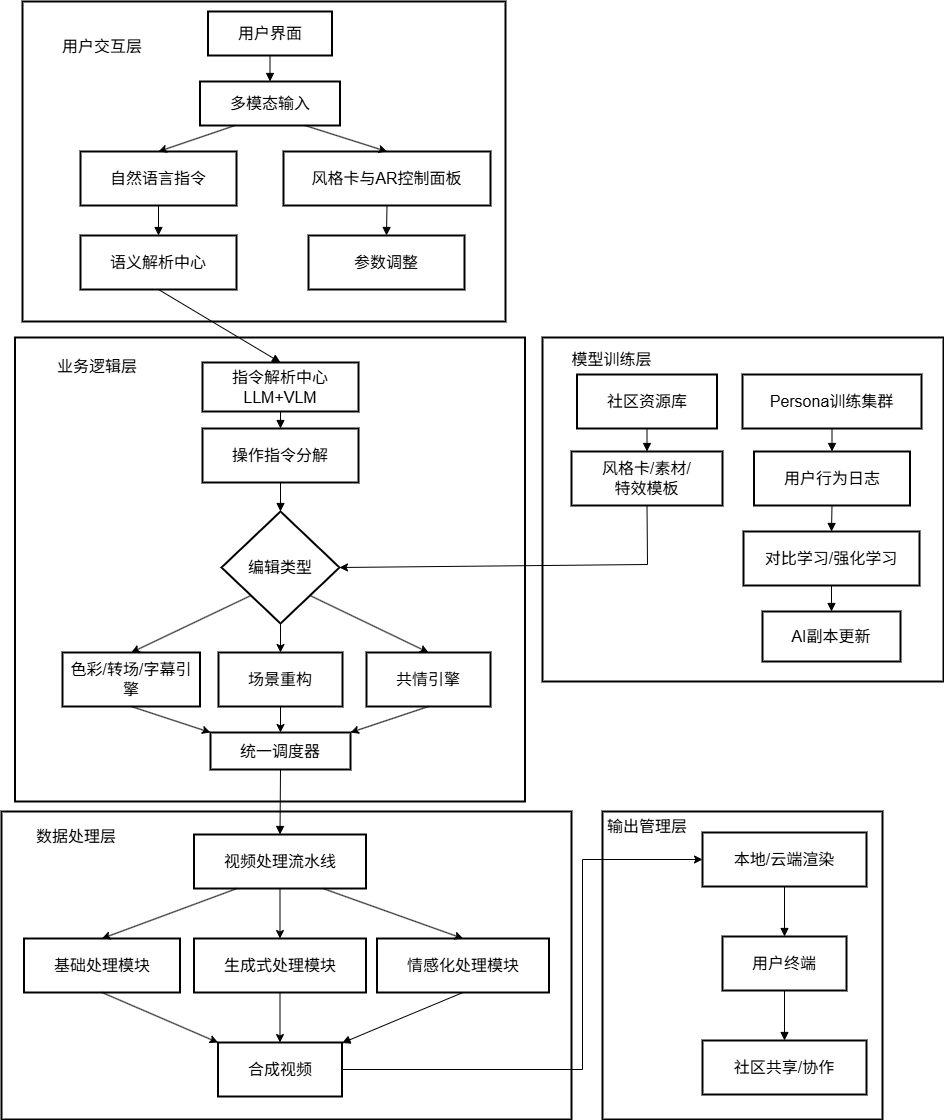 用户交互层
用户界面
多模态输入
自然语言指令
风格卡与AR控制面板
语义解析中心
参数调整
业务逻辑层
指令解析中心
LLM+VLM
操作指令分解
编辑类型
色彩/转场/字幕引
擎
场景重构
共情引擎
统一调度器
模型训练层
社区资源库
Persona训练集群
风格卡/素材/
特效模板
用户行为日志
对比学习/强化学习
AI副本更新
数据处理层
视频处理流水线
基础处理模块
生成式处理模块
情感化处理模块
合成视频
输出管理层
本地/云端渲染
用户终端
社区共享/协作